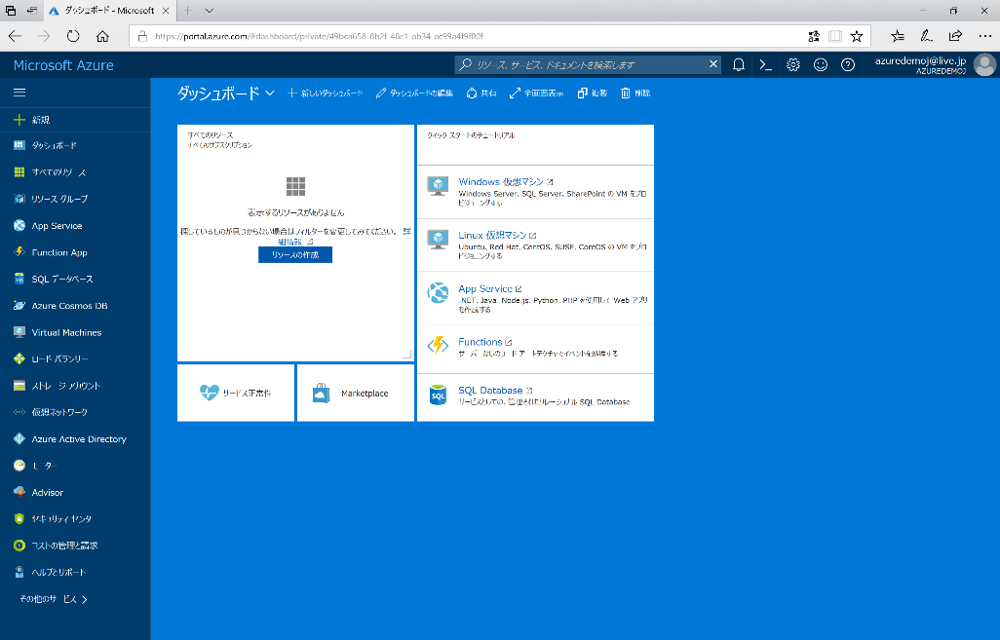 ダッシュボード - Microsoft
https://portal.azure.com/#dashboard/private/49bca658-8b2f-48c1-ab34-ac99a4f9f00f
Microsoft Azure
リソース、サービス、ドキュメントを検索します
azuredemoj@live.jp
AZUREDEMOJ
ダッシュボード
新しいダッシュボード
ダッシュボードの編集
共有
全画面表示
複製
削除
新規
ダッシュボード
すべてのリソース
リソース グループ
App Service
Function App
SQL データベース
Azure Cosmos DB
Virtual Machines
ロード バランサー
ストレージ アカウント
仮想ネットワーク
Azure Active Directory
モニター
Advisor
セキュリティ センター
コストの管理と請求
ヘルプとサポート
その他のサービス
すべてのリソース
すべてのサブスクリプション
表示するリソースがありません
探しているものが見つからない場合はフィルターを変更してみてください。 詳
細情報
リソースの作成
サービス正常性
Marketplace
クイック スタートのチュートリアル
Windows 仮想マシン
Windows Server、SQL Server、SharePoint の VM をプロ
ビジョニングする
Linux 仮想マシン
Ubuntu、Red Hat、CentOS、SUSE、CoreOS の VM をプロ
ビジョニングする
App Service
.NET、Java、Node.js、Python、PHP を使用して Web アプリ
を作成する
Functions
サーバーなしのコード アーキテクチャでイベントを処理する
SQL Database
サービスとしての、管理されたリレーショナル SQL Database